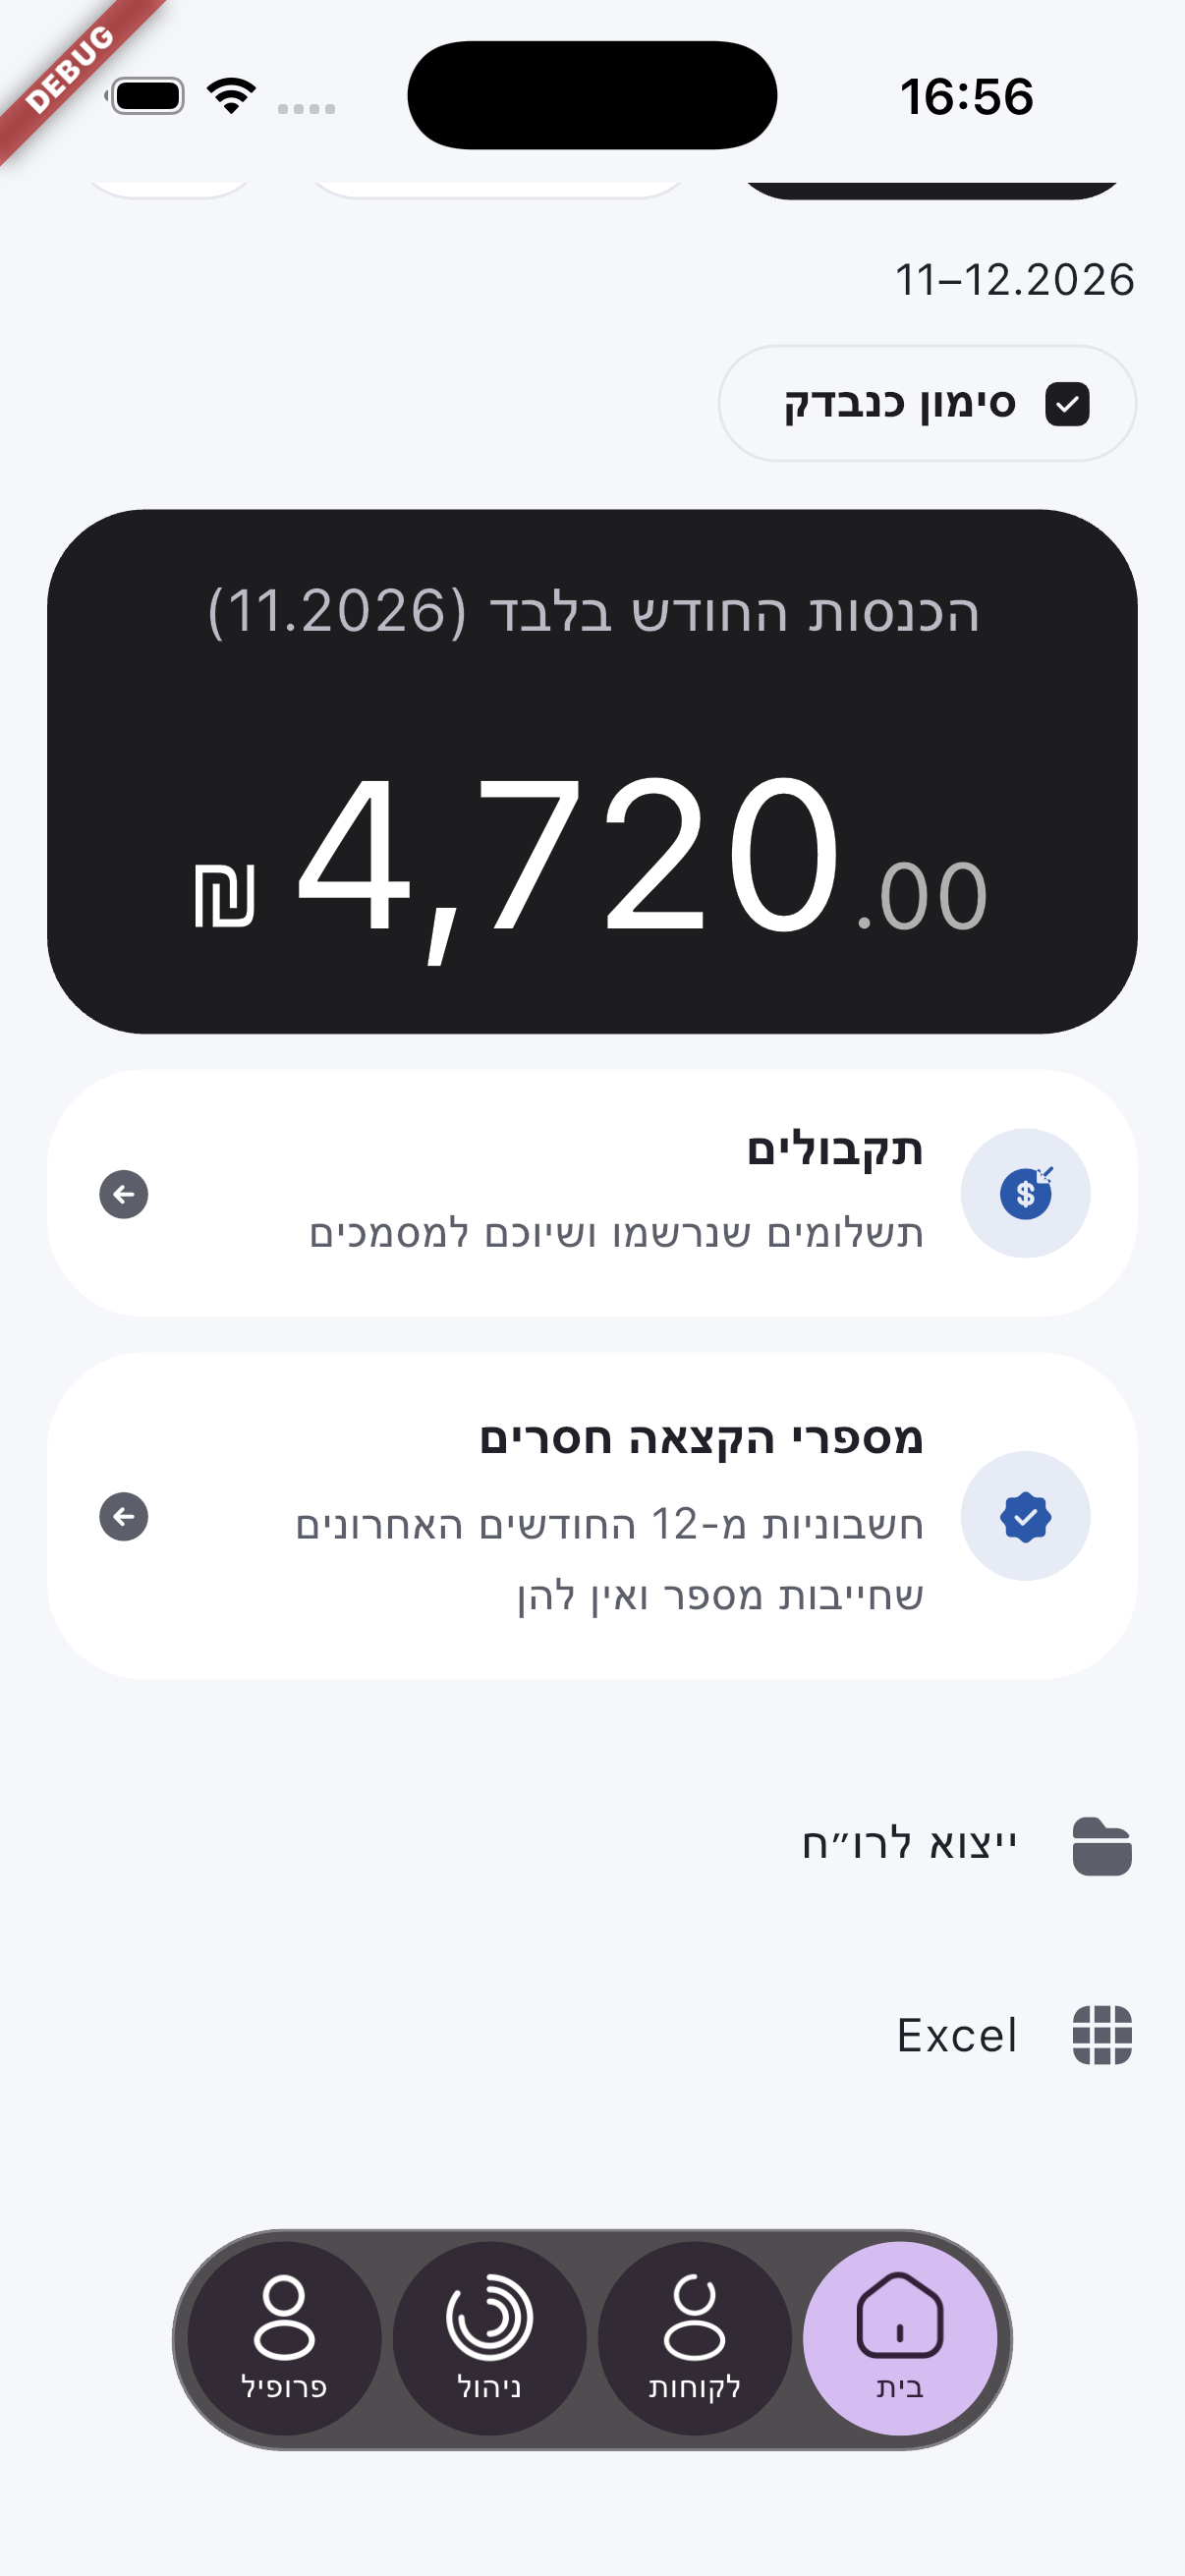 DEBUG
16:56
11–12.2026
סימון כנבדק
הכנסות החודש בלבד (11.2026)
₪ 4,720.00
תקבולים
תשלומים שנרשמו ושיוכם למסמכים
מספרי הקצאה חסרים
חשבוניות מ-12 החודשים האחרונים
שחייבות מספר ואין להן
ייצוא לרו״ח
Excel
בית
לקוחות
ניהול
פרופיל